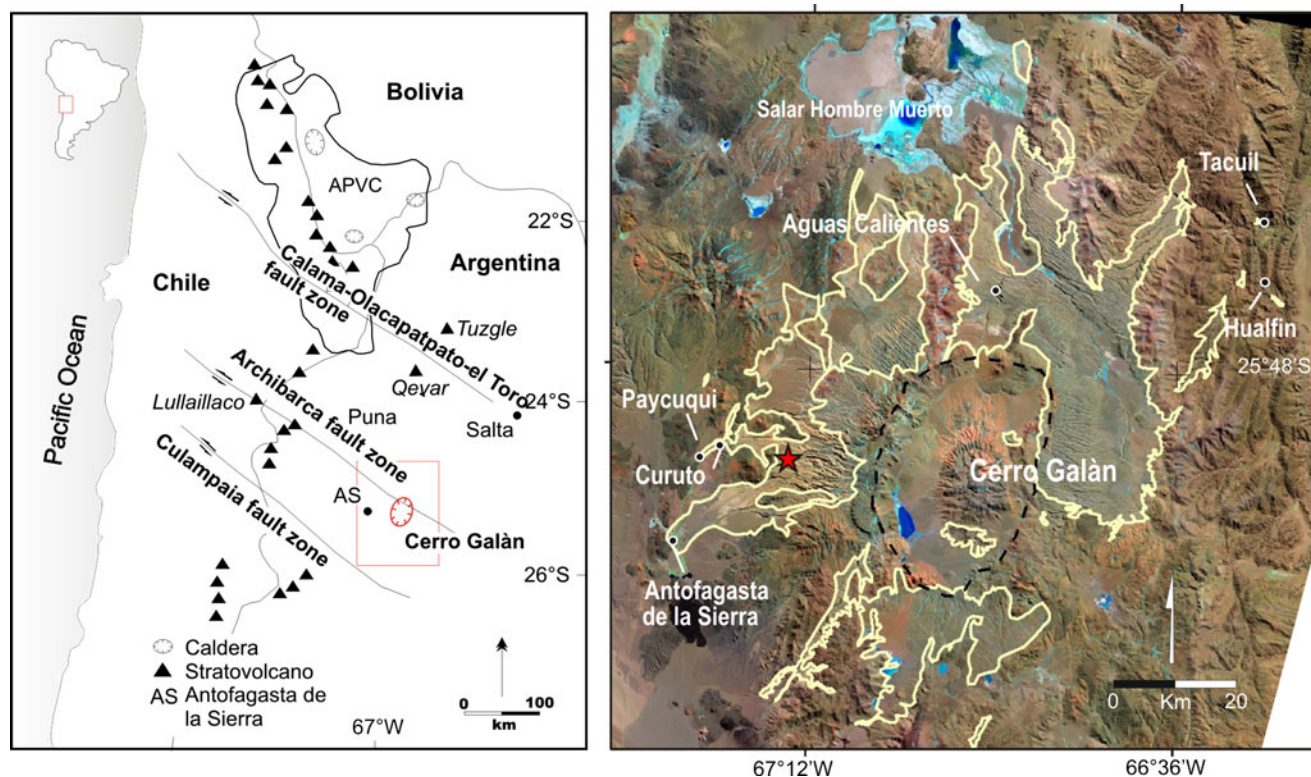 Bolivia
APVC
22°S
Calama-Olacapatpato-el Toro
fault zone
Argentina
Chile
Tuzgle
Archibarca fault zone
Qevar
Lullaillaco
Puna
24°S
Salta
Pacific Ocean
Culampaia fault zone
AS
Cerro Galàn
26°S
Caldera
Stratovolcano
AS Antofagasta de
la Sierra
67°W
0 100
km
Salar Hombre Muerto
Tacuil
Aguas Calientes
Hualfin
25°48'S
Paycuqui
Curuto
Cerro Galàn
Antofagasta
de la Sierra
0 Km 20
67°12'W
66°36'W